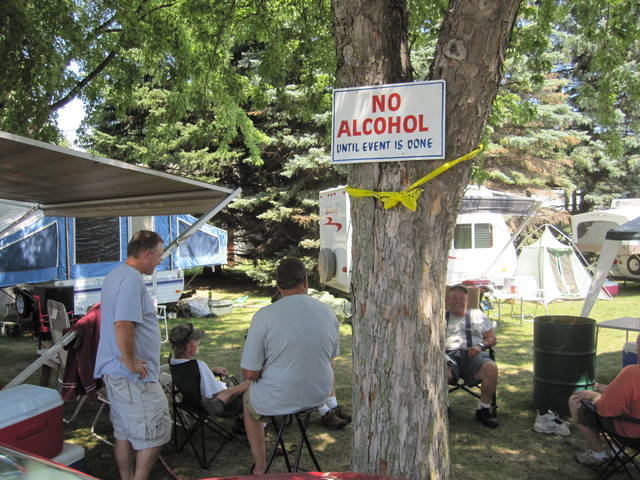 NO
ALCOHOL
UNTIL EVENT IS DONE